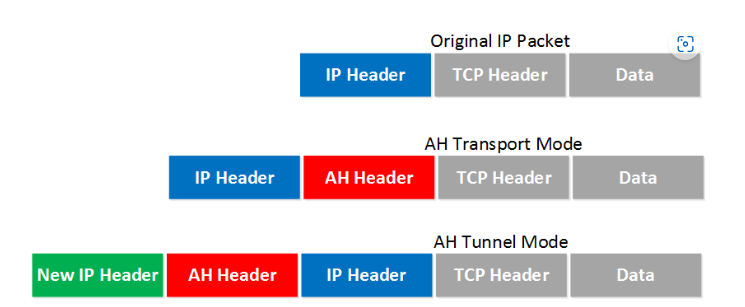 Original IP Packet
IP Header TCP Header Data
AH Transport Mode
IP Header AH Header TCP Header Data
AH Tunnel Mode
New IP Header AH Header IP Header TCP Header Data